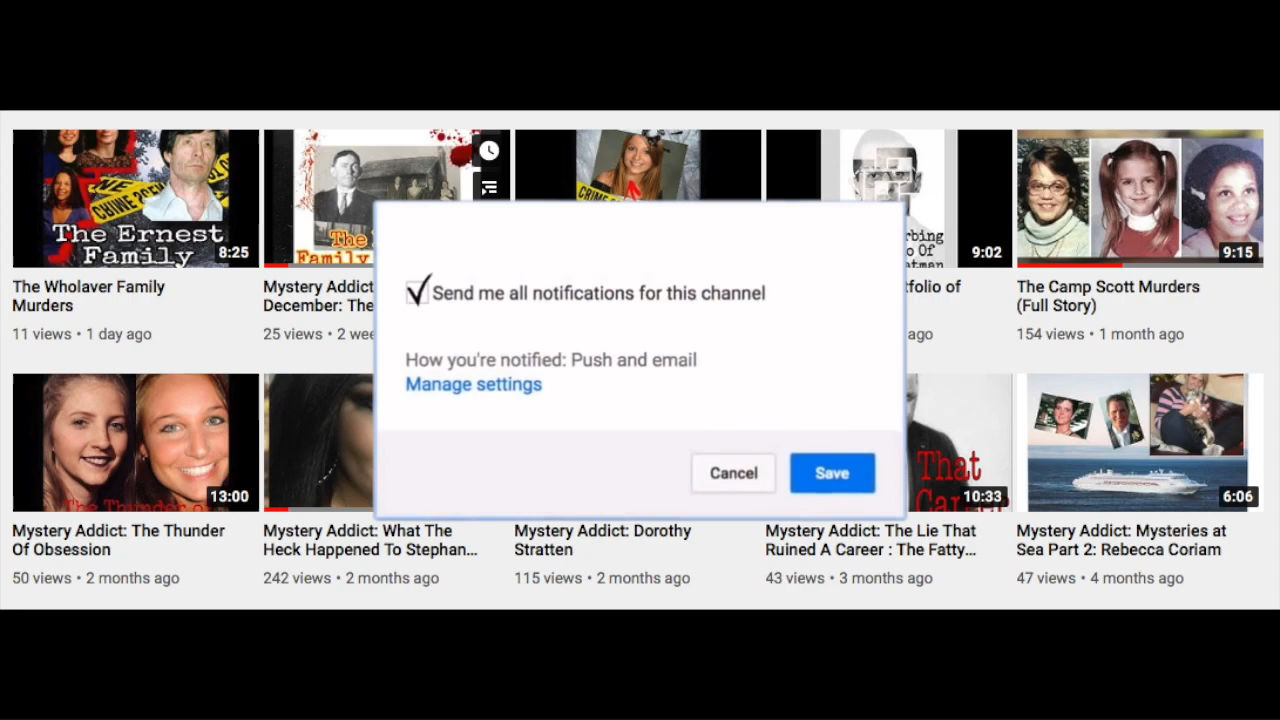 The Ernest
Family
8:25
The
Family
CRIME
9:02
9:15
The Wholaver Family
Murders
11 views • 1 day ago
Mystery Addict
December: The
25 views • 2 wee
tfolio of
ago
The Camp Scott Murders
(Full Story)
154 views • 1 month ago
Send me all notifications for this channel
How you're notified: Push and email
Manage settings
Cancel
Save
13:00
That
10:33
6:06
Mystery Addict: The Thunder
Of Obsession
50 views • 2 months ago
Mystery Addict: What The
Heck Happened To Stephan...
242 views • 2 months ago
Mystery Addict: Dorothy
Stratten
115 views • 2 months ago
Mystery Addict: The Lie That
Ruined A Career : The Fatty...
43 views • 3 months ago
Mystery Addict: Mysteries at
Sea Part 2: Rebecca Coriam
47 views • 4 months ago